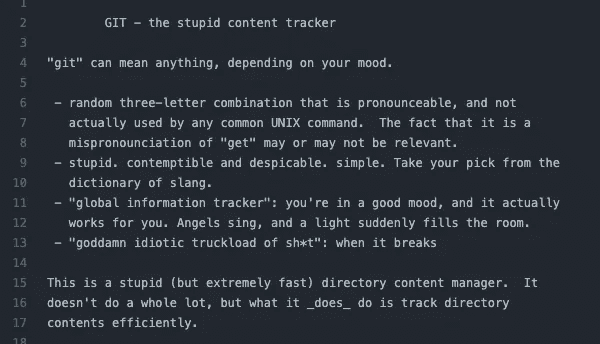 1
2 GIT - the stupid content tracker
3
4 "git" can mean anything, depending on your mood.
5
6 - random three-letter combination that is pronounceable, and not
7 actually used by any common UNIX command.  The fact that it is a
8 mispronounciation of "get" may or may not be relevant.
9 - stupid. contemptible and despicable. simple. Take your pick from the
10 dictionary of slang.
11 - "global information tracker": you're in a good mood, and it actually
12 works for you. Angels sing, and a light suddenly fills the room.
13 - "goddamn idiotic truckload of sh*t": when it breaks
14
15 This is a stupid (but extremely fast) directory content manager.  It
16 doesn't do a whole lot, but what it _does_ do is track directory
17 contents efficiently.
18